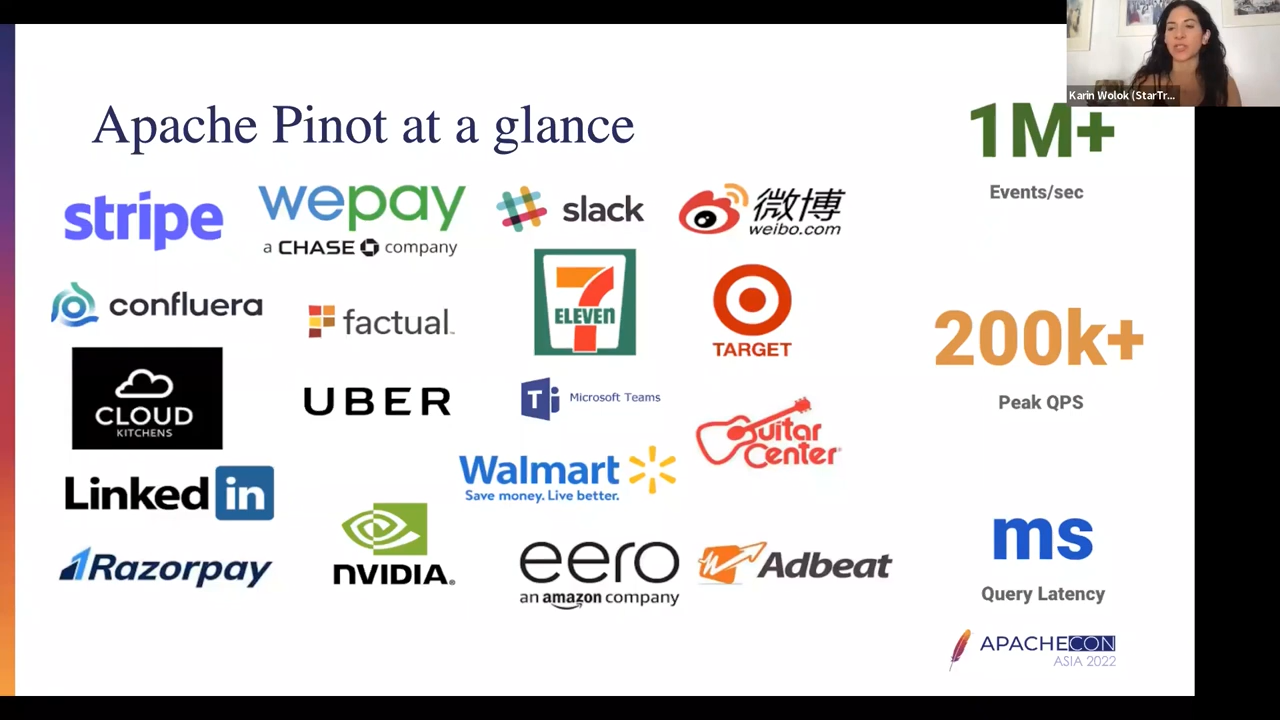 Karin Wolok (StarTr...
Apache Pinot at a glance
1M+
Events/sec
stripe
wepay
a CHASE company
slack
微博
weibo.com
confluera
factual
7
ELEVEN
TARGET
CLOUD
KITCHENS
UBER
T
Microsoft Teams
Guitar
Center
200k+
Peak QPS
Linked in
Walmart
Save money. Live better.
Razorpay
NVIDIA
eero
an amazon company
Adbeat
ms
Query Latency
APACHECON
ASIA 2022